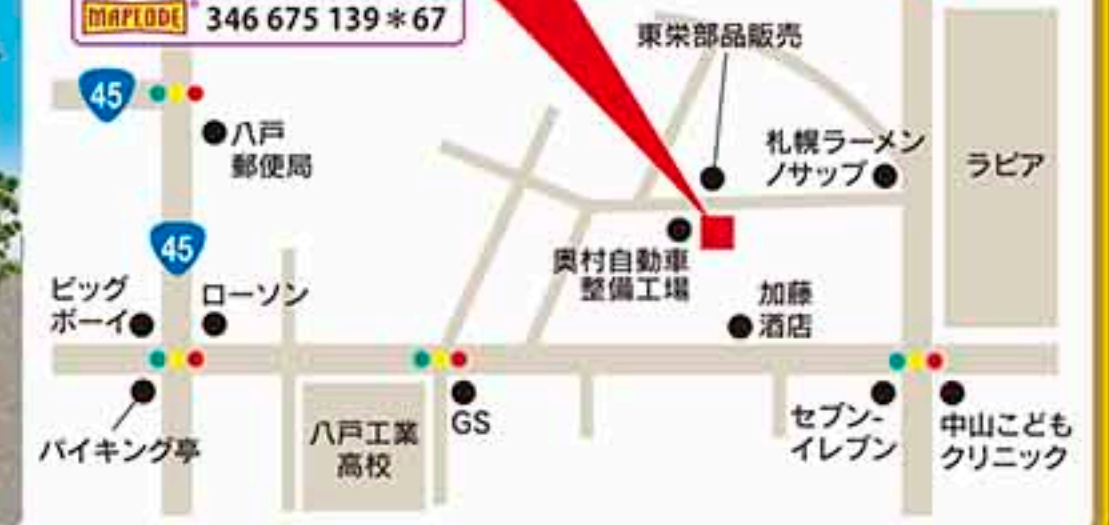 MAPCODE® 346 675 139＊67
東栄部品販売
45
八戸
郵便局
札幌ラーメン
ノサップ
ラピア
45
奥村自動車
整備工場
ビッグ
ボーイ
ローソン
加藤
酒店
バイキング亭
八戸工業
高校
GS
セブン-
イレブン
中山こども
クリニック